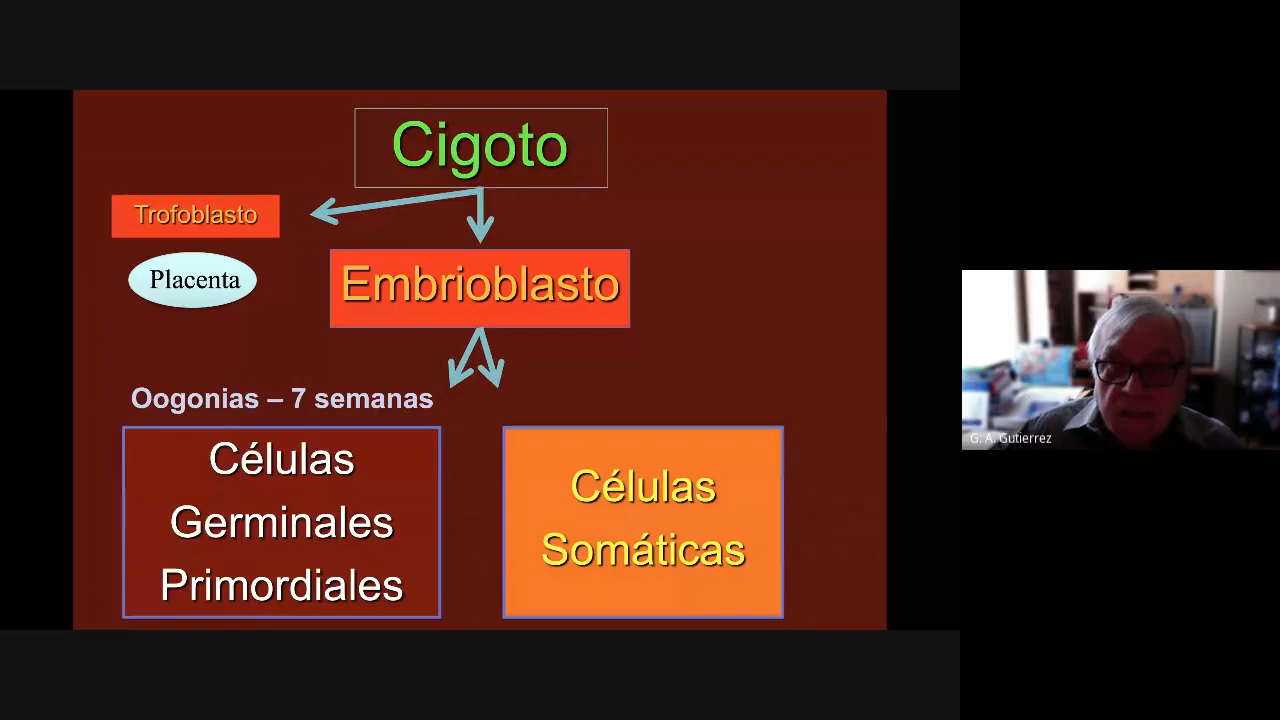 Cigoto
Trofoblasto
Placenta
Embrioblasto
Oogonias – 7 semanas
Células
Germinales
Primordiales
Células
Somáticas
G. A. Gutierrez